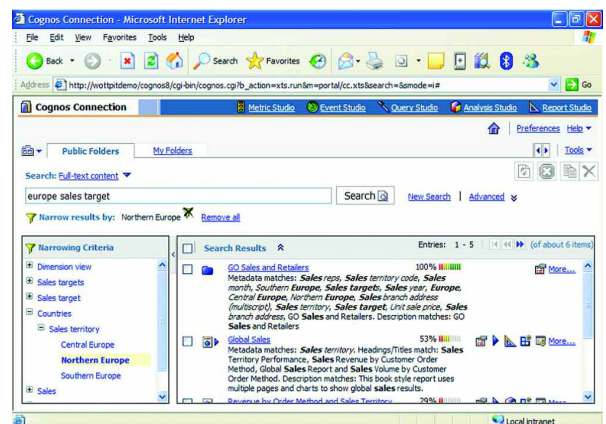 Cognos Connection - Microsoft Internet Explorer
File Edit View Favorites Tools Help
Back Search Favorites
Address http://wottpitdemo/cognos8/cgi-bin/cognos.cgi?b_action=xts.run&m=portal/cc.xts&search=&smode=i# Go
Cognos Connection Metric Studio Event Studio Query Studio Analysis Studio Report Studio
Preferences Help
Public Folders My Folders Tools
Search: Full-text content
europe sales target Search New Search | Advanced
Narrow results by: Northern Europe Remove all
Narrowing Criteria
Dimension view
Sales targets
Sales target
Countries
Sales territory
Central Europe
Northern Europe
Southern Europe
Sales
Search Results Entries: 1 - 5 (of about 6 items)
GO Sales and Retailers 100% More...
Metadata matches: Sales reps, Sales territory code, Sales
month, Southern Europe, Sales targets, Sales year, Europe,
Central Europe, Northern Europe, Sales branch address
(multiscript), Sales territory, Sales target, Unit sale price, Sales
branch address, GO Sales and Retailers. Description matches: GO
Sales and Retailers
Global Sales 53% More...
Metadata matches: Sales territory. Headings/Titles match: Sales
Territory Performance, Sales Revenue by Customer Order
Method, Global Sales Report and Sales Volume by Customer
Order Method. Description matches: This book style report uses
multiple pages and charts to show global sales results.
Revenue by Order Method and Sales Territory 29% More...
Local intranet